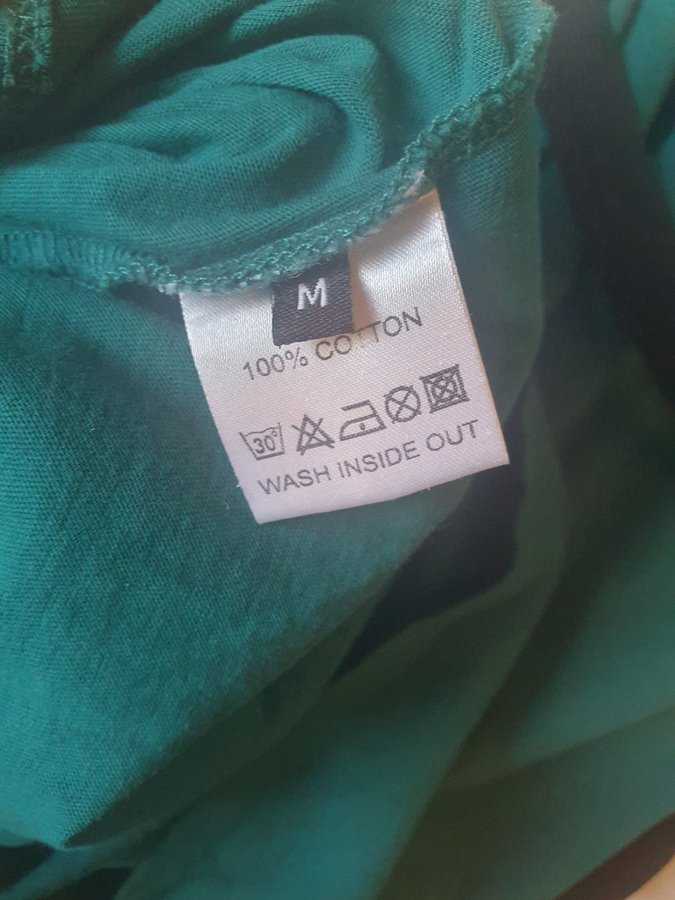 M
100% COTTON
30°
WASH INSIDE OUT